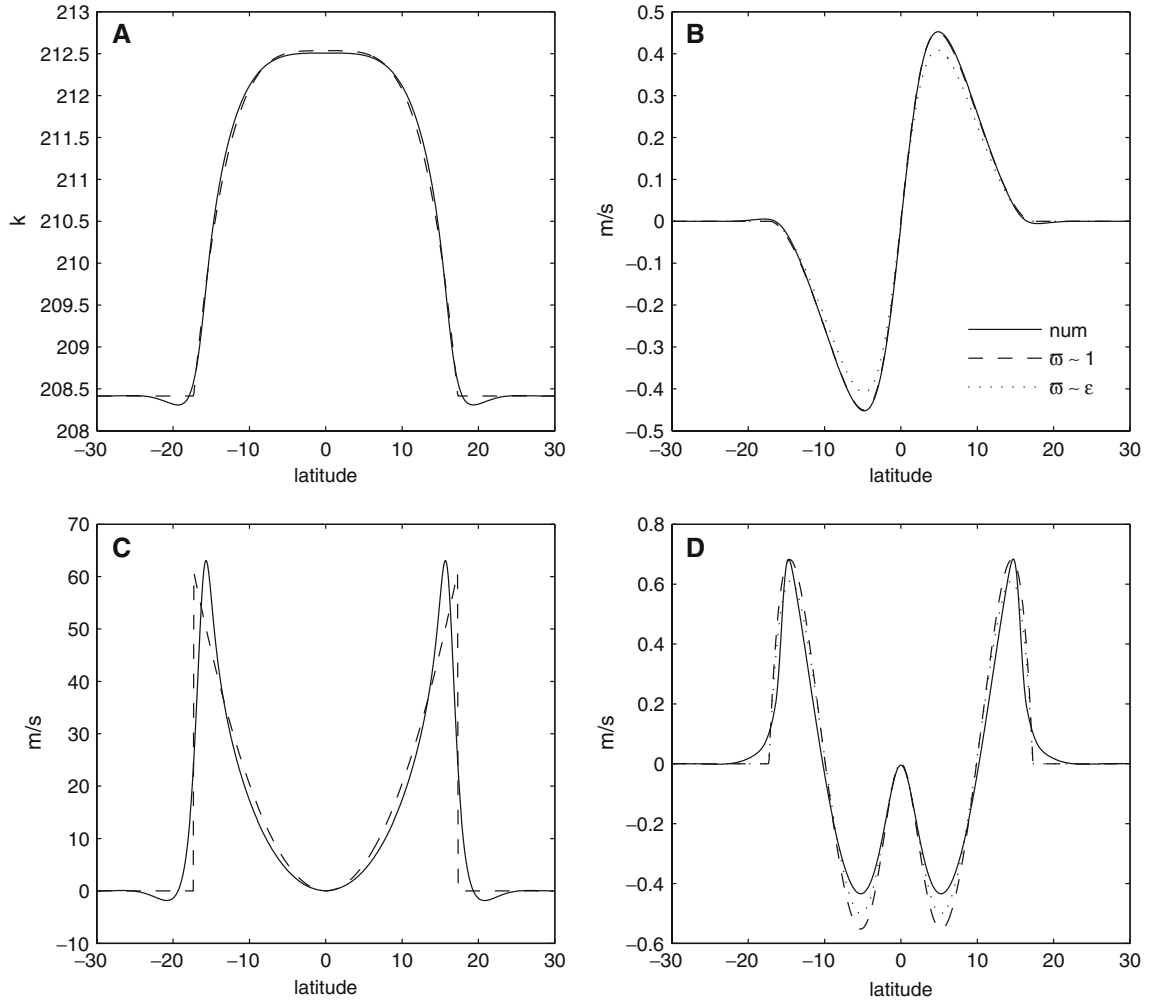 A
213
212.5
212
211.5
211
210.5
210
209.5
209
208.5
208
k
−30 −20 −10 0 10 20 30
latitude
B
0.5
0.4
0.3
0.2
0.1
0
−0.1
−0.2
−0.3
−0.4
−0.5
m/s
num
ϖ ~ 1
ϖ ~ ε
−30 −20 −10 0 10 20 30
latitude
C
70
60
50
40
30
20
10
0
−10
m/s
−30 −20 −10 0 10 20 30
latitude
D
0.8
0.6
0.4
0.2
0
−0.2
−0.4
−0.6
m/s
−30 −20 −10 0 10 20 30
latitude